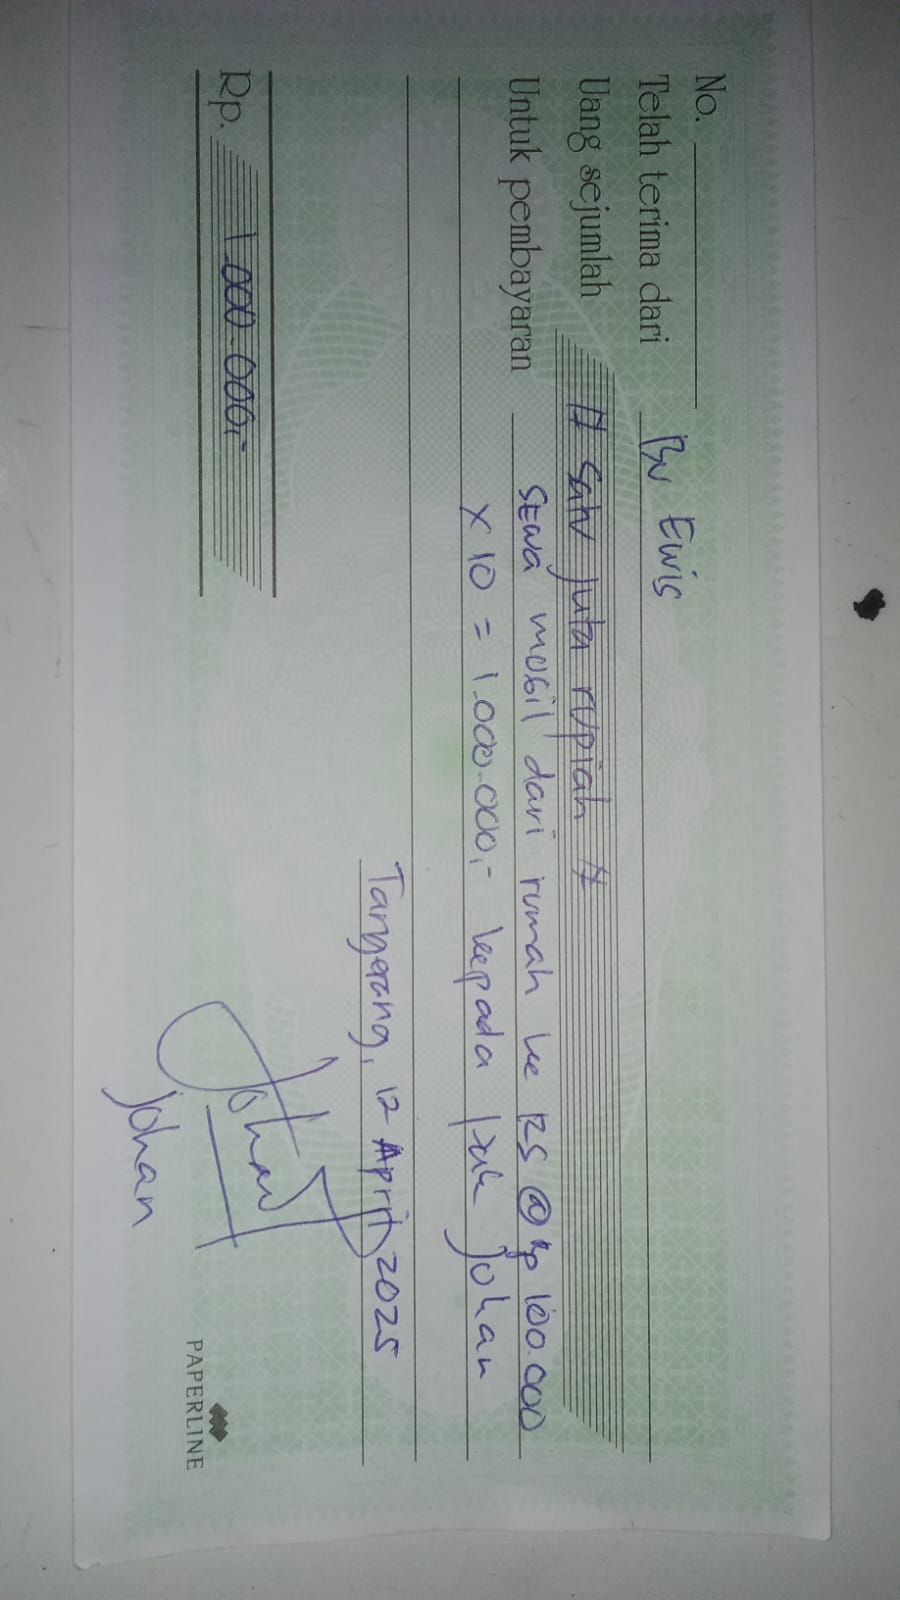 No.
Telah terima dari Bu Ewis
Uang sejumlah # satu juta rupiah #
Untuk pembayaran sewa mobil dari rumah ke RS @ Rp 100.000
x 10 = 1.000.000,- kepada pak Johan
Tangerang, 12 April 2025
Rp. 1.000.000,-
Johan
Johan
PAPERLINE